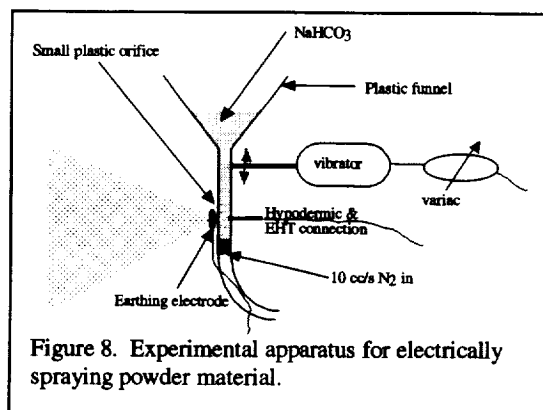 NaHCO3
Small plastic orifice
Plastic funnel
vibrator
variac
Hypodermic &
EHT connection
10 cc/s N2 in
Earthing electrode
Figure 8. Experimental apparatus for electrically
spraying powder material.